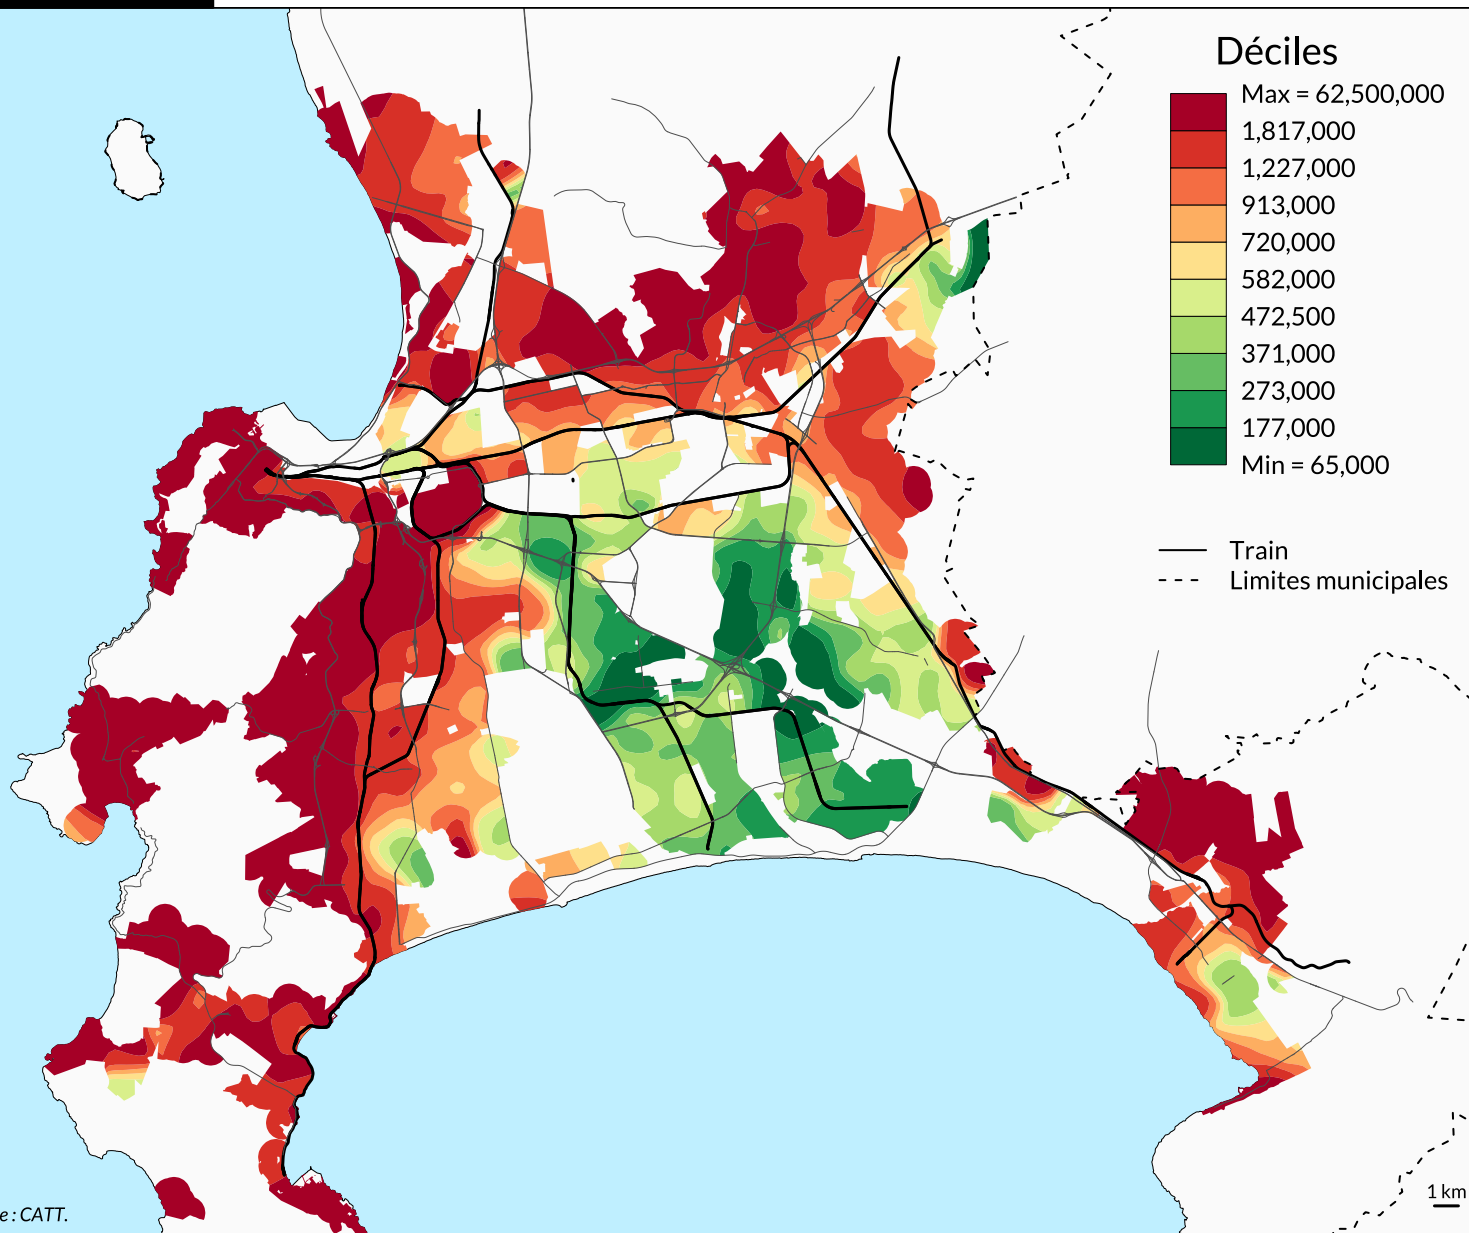 Déciles
Max = 62,500,000
1,817,000
1,227,000
913,000
720,000
582,000
472,500
371,000
273,000
177,000
Min = 65,000
Train
Limites municipales
1 km
e : CATT.